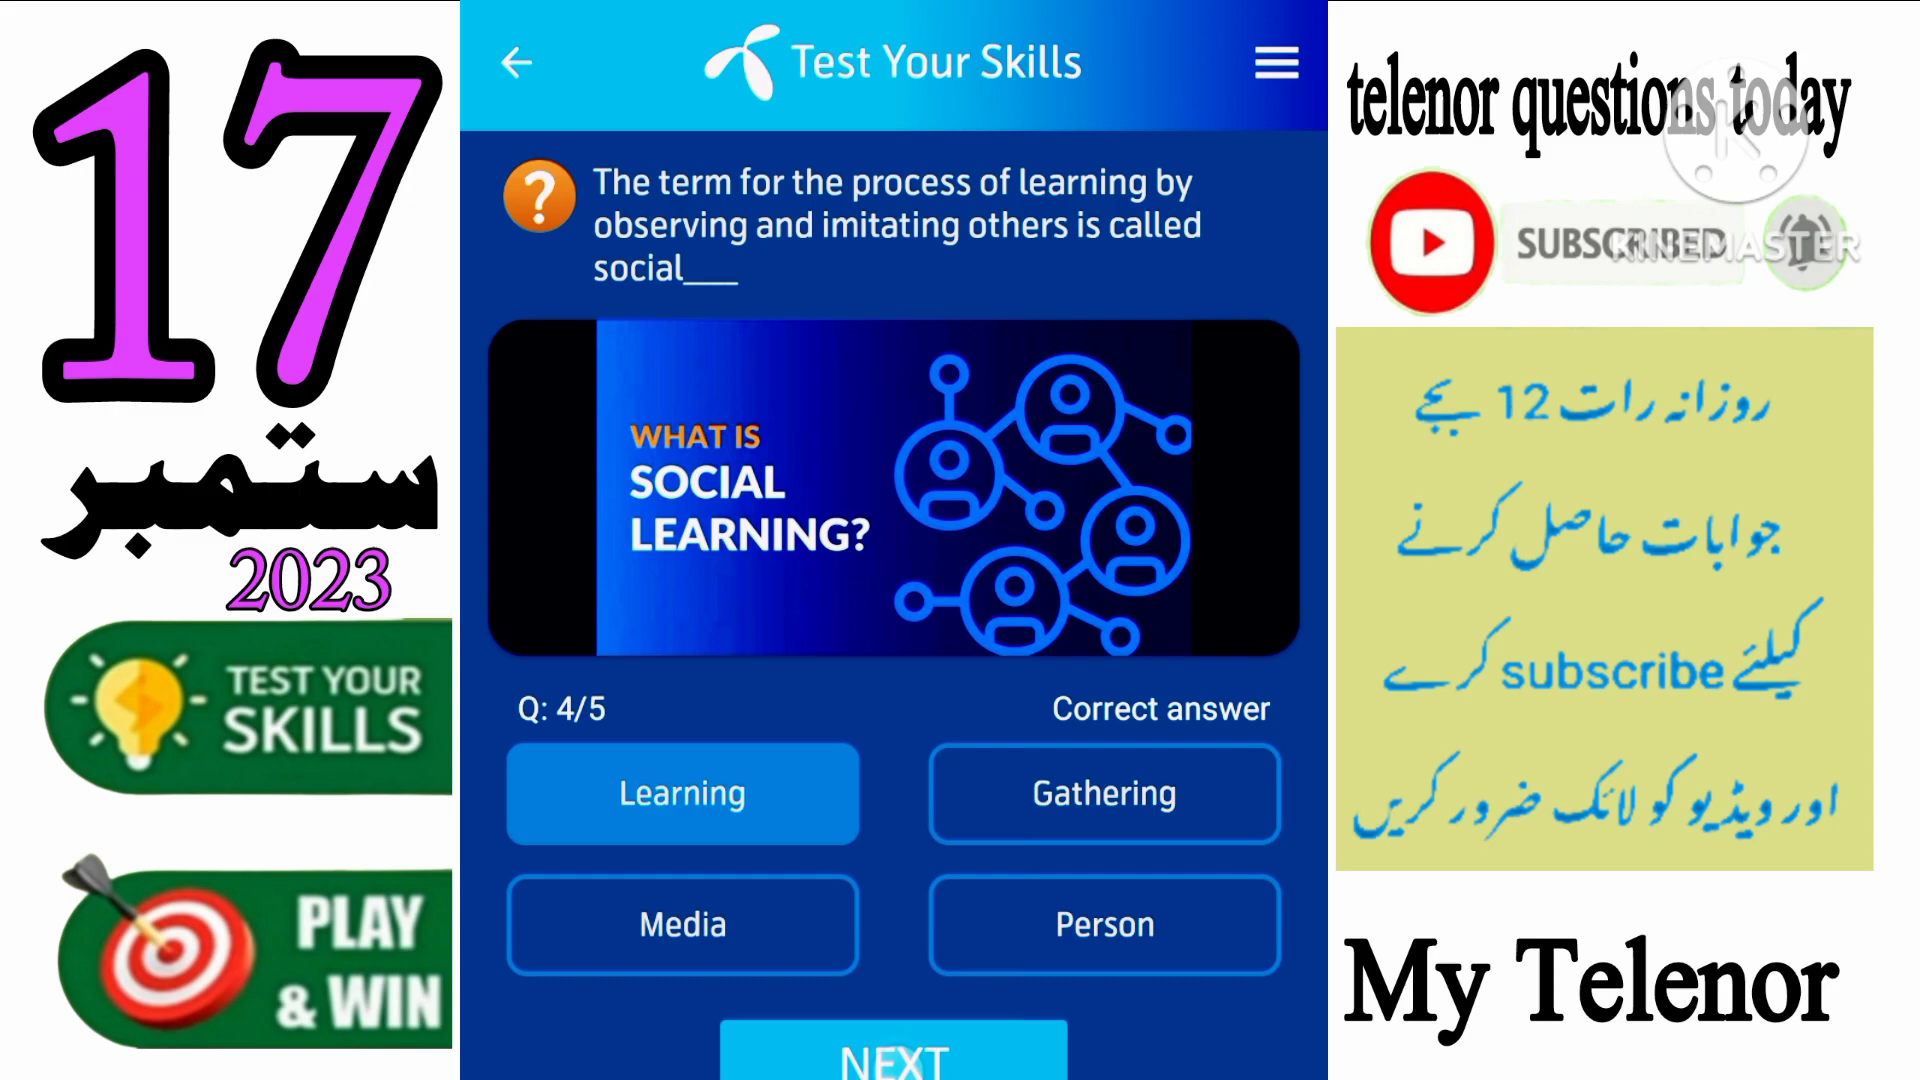 17
ستمبر
2023
TEST YOUR
SKILLS
PLAY
& WIN
Test Your Skills
The term for the process of learning by
observing and imitating others is called
social___
WHAT IS
SOCIAL
LEARNING?
Q: 4/5
Correct answer
Learning
Gathering
Media
Person
NEXT
telenor questions today
SUBSCRIBED
KINEMASTER
روزانہ رات 12 بجے
جوابات حاصل کرنے
کیلئے subscribe کرے
اور ویڈیو کو لائک ضرور کریں
My Telenor